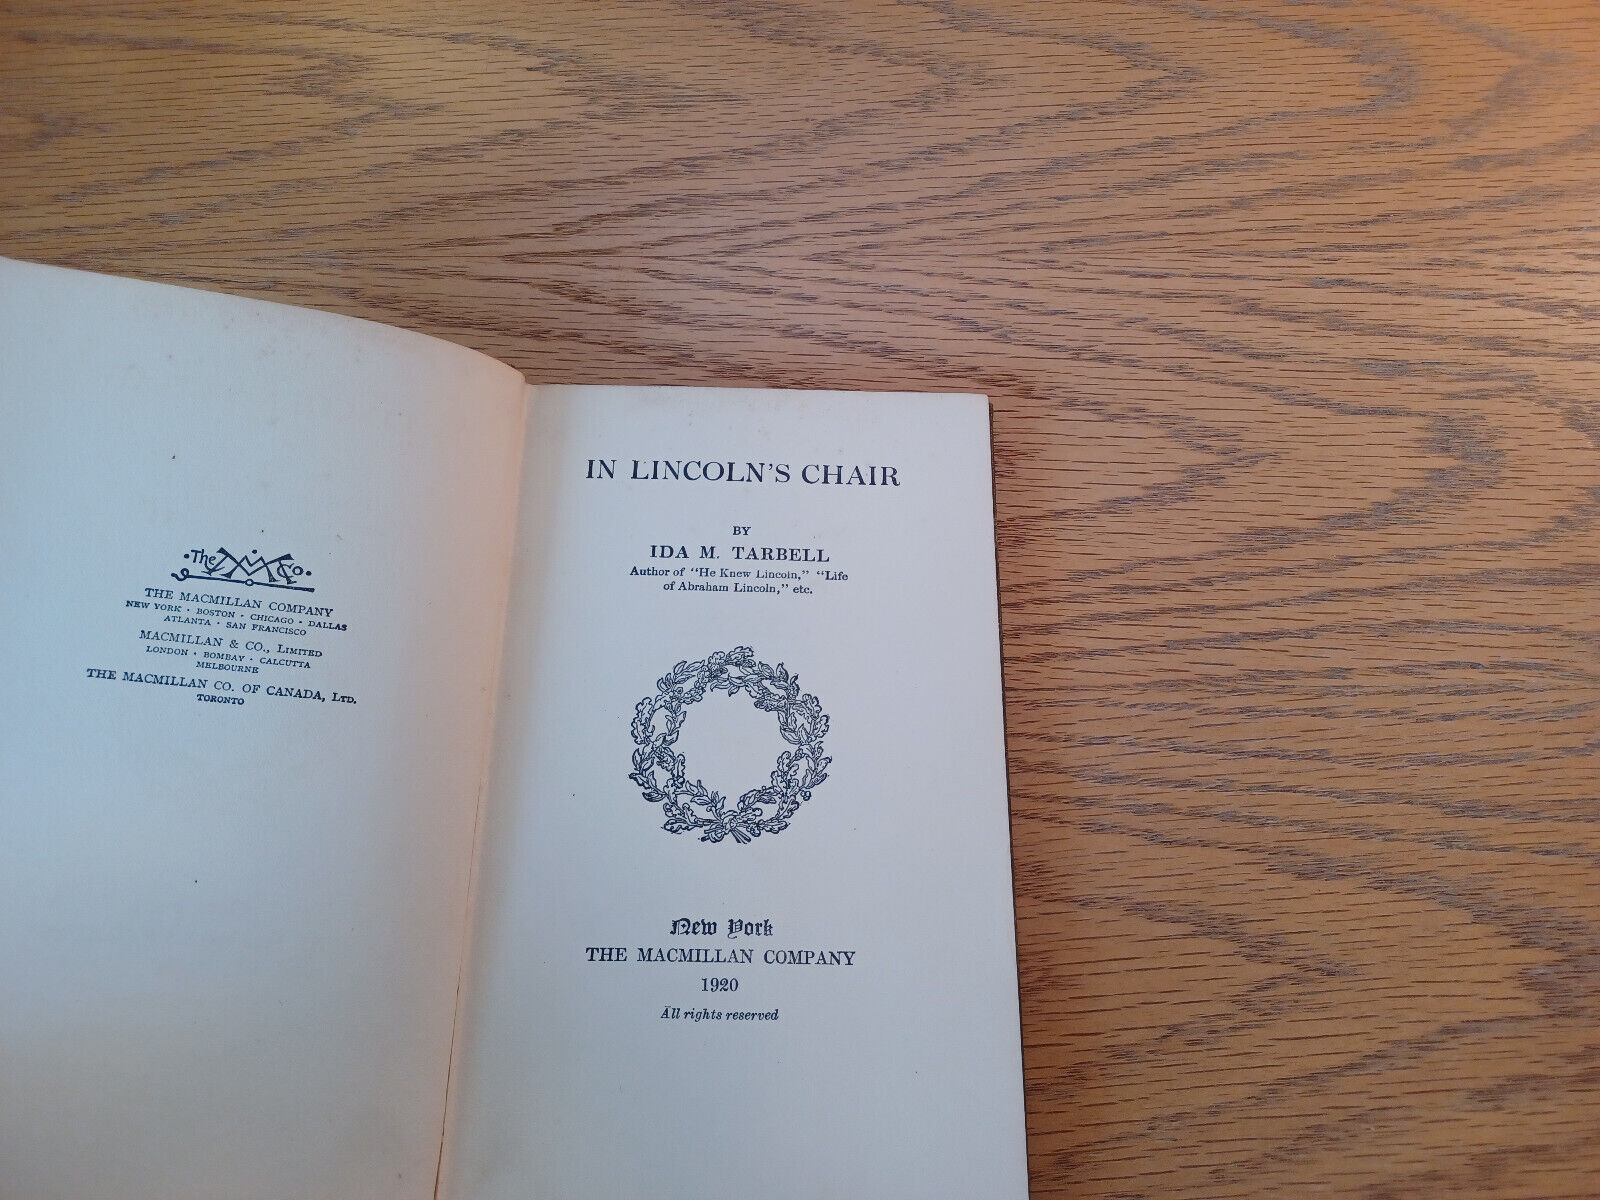 The M Co.
THE MACMILLAN COMPANY
NEW YORK · BOSTON · CHICAGO · DALLAS
ATLANTA · SAN FRANCISCO
MACMILLAN & CO., LIMITED
LONDON · BOMBAY · CALCUTTA
MELBOURNE
THE MACMILLAN CO. OF CANADA, LTD.
TORONTO
IN LINCOLN'S CHAIR
BY
IDA M. TARBELL
Author of "He Knew Lincoln," "Life
of Abraham Lincoln," etc.
New York
THE MACMILLAN COMPANY
1920
All rights reserved